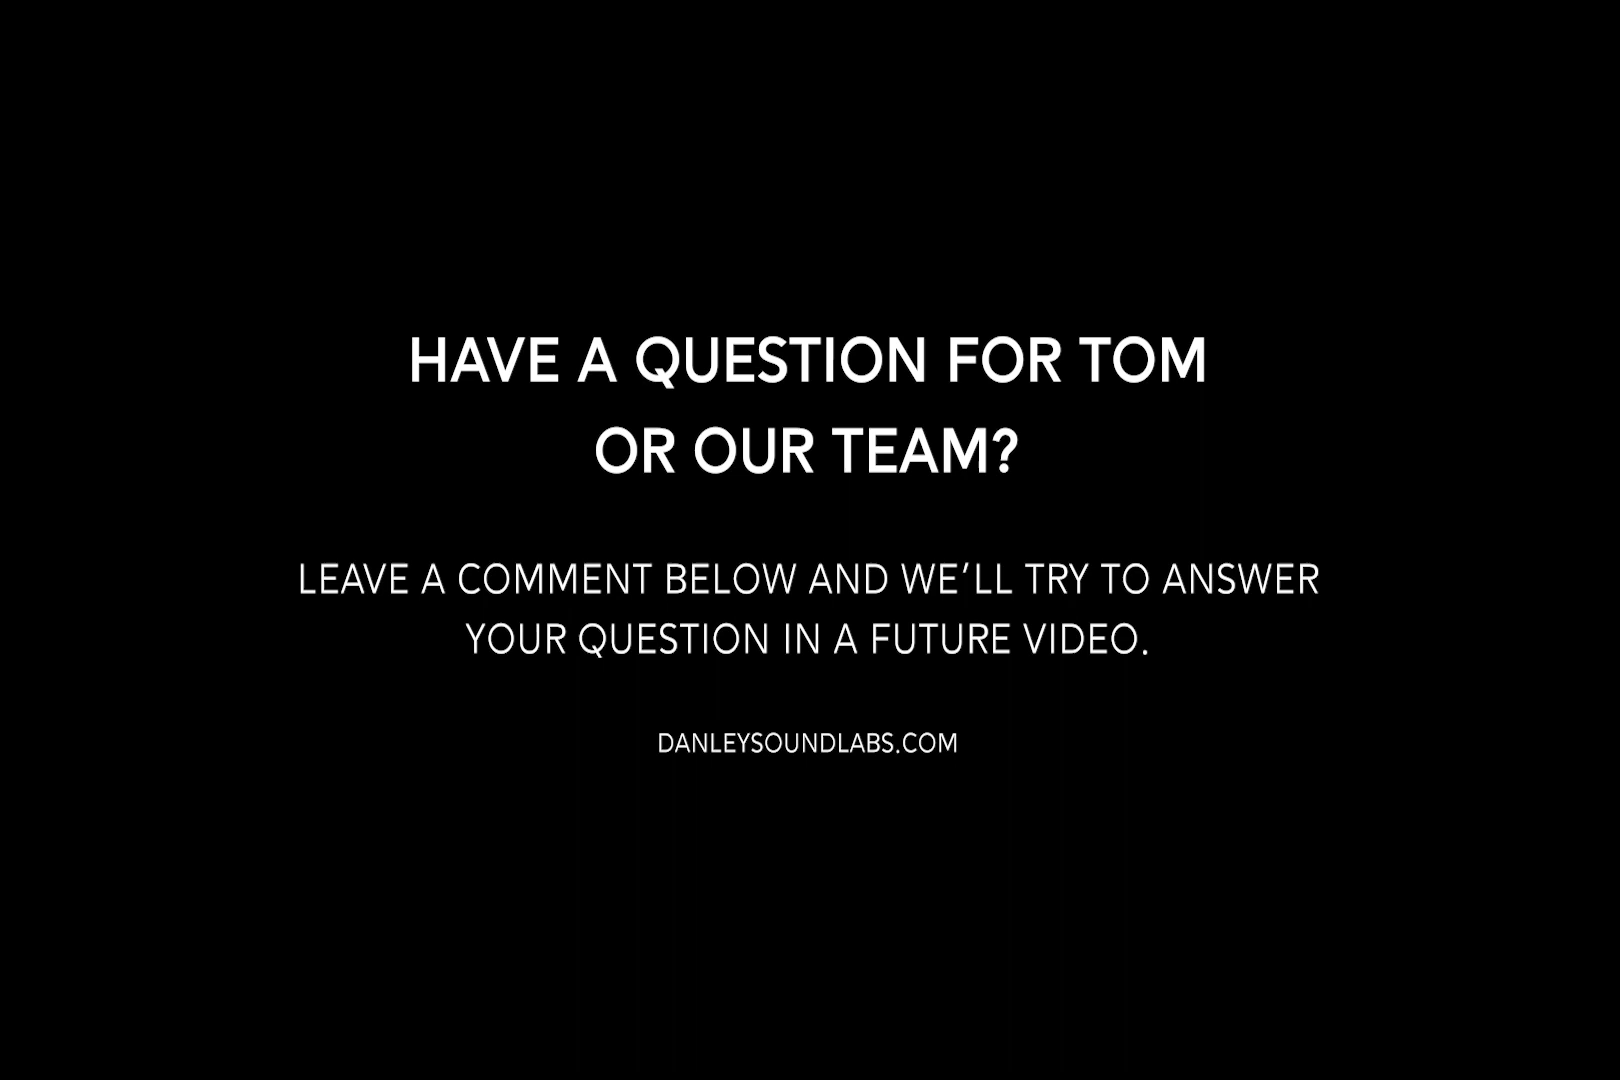 HAVE A QUESTION FOR TOM
OR OUR TEAM?
LEAVE A COMMENT BELOW AND WE’LL TRY TO ANSWER
YOUR QUESTION IN A FUTURE VIDEO.
DANLEYSOUNDLABS.COM